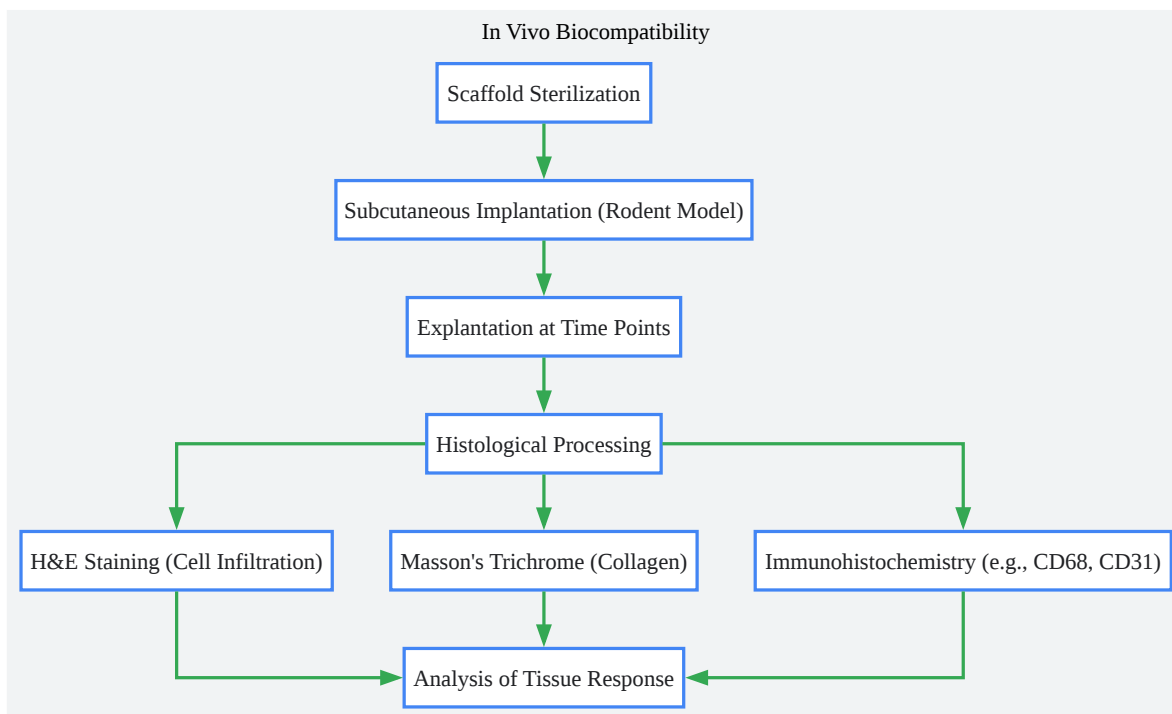 In Vivo Biocompatibility
Scaffold Sterilization
Subcutaneous Implantation (Rodent Model)
Explantation at Time Points
Histological Processing
H&E Staining (Cell Infiltration)
Masson's Trichrome (Collagen)
Immunohistochemistry (e.g., CD68, CD31)
Analysis of Tissue Response